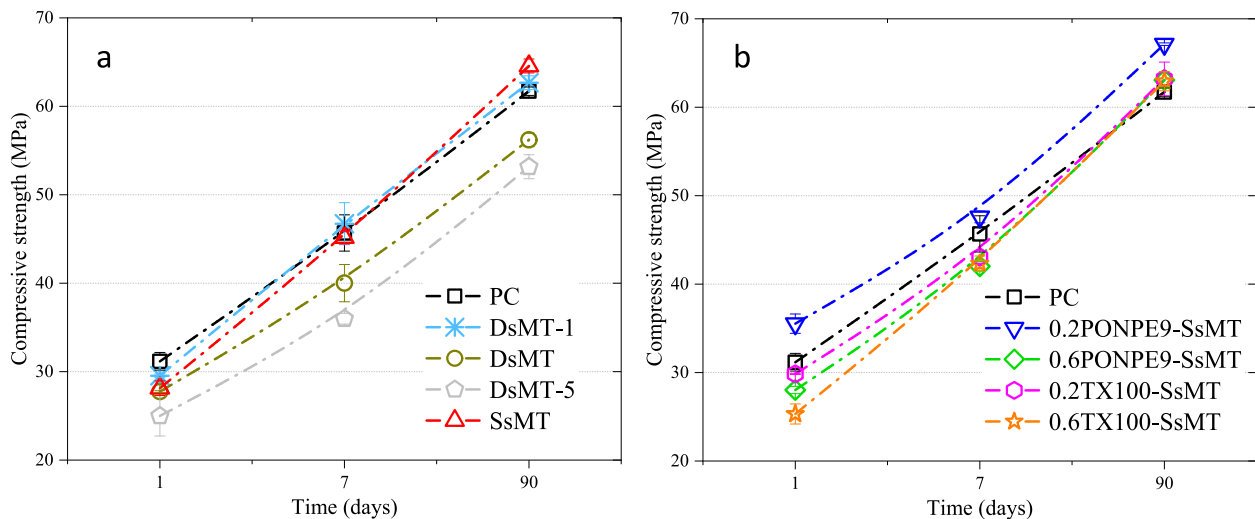 a
Compressive strength (MPa)
70
60
50
40
30
20
1
7
90
Time (days)
PC
DsMT-1
DsMT
DsMT-5
SsMT
b
Compressive strength (MPa)
70
60
50
40
30
20
1
7
90
Time (days)
PC
0.2PONPE9-SsMT
0.6PONPE9-SsMT
0.2TX100-SsMT
0.6TX100-SsMT